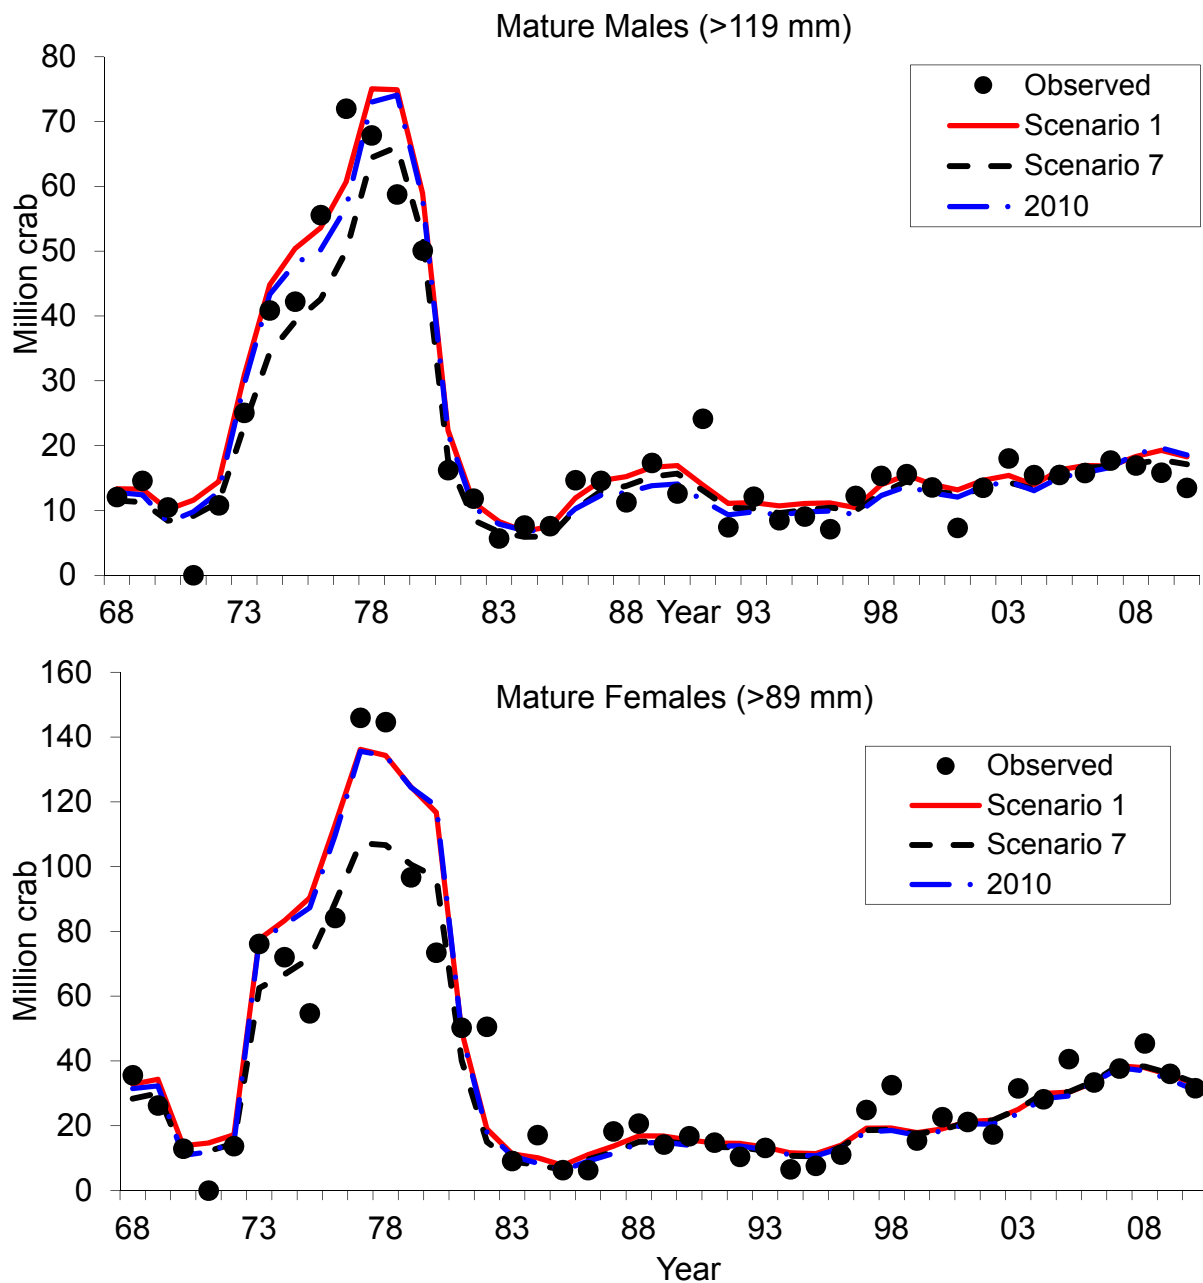 Mature Males (>119 mm)
80
70
60
50
40
30
20
10
0
Million crab
Observed
Scenario 1
Scenario 7
2010
68 73 78 83 88 Year 93 98 03 08
Mature Females (>89 mm)
160
140
120
100
80
60
40
20
0
Million crab
Observed
Scenario 1
Scenario 7
2010
68 73 78 83 88 93 98 03 08
Year